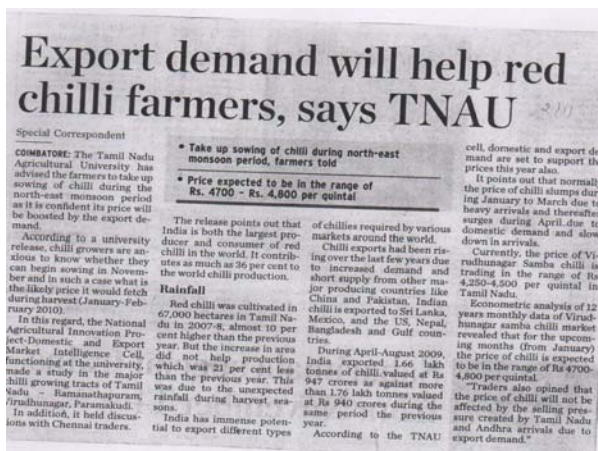 Export demand will help red
chilli farmers, says TNAU
Special Correspondent
COIMBATORE: The Tamil Nadu
Agricultural University has
advised the farmers to take up
sowing of chilli during the
north-east monsoon period
as it is confident its price will
be boosted by the export de-
mand.
According to a university
release, chilli growers are an-
xious to know whether they
can begin sowing in Novem-
ber and in such a case what is
the likely price it would fetch
during harvest (January-Feb-
ruary 2010).
In this regard, the National
Agricultural Innovation Pro-
ject-Domestic and Export
Market Intelligence Cell,
functioning at the university,
made a study in the major
chilli growing tracts of Tamil
Nadu - Ramanathapuram,
Virudhunagar, Paramakudi.
In addition, it held discus-
sions with Chennai traders.
• Take up sowing of chilli during north-east
monsoon period, farmers told
• Price expected to be in the range of
Rs. 4700 - Rs. 4,800 per quintal
The release points out that
India is both the largest pro-
ducer and consumer of red
chilli in the world. It contrib-
utes as much as 36 per cent to
the world chilli production.
Rainfall
Red chilli was cultivated in
67,000 hectares in Tamil Na-
du in 2007-8, almost 10 per
cent higher than the previous
year. But the increase in area
did not help production
which was 21 per cent less
than the previous year. This
was due to the unexpected
rainfall during harvest sea-
sons.
India has immense poten-
tial to export different types
of chillies required by various
markets around the world.
Chilli exports had been ris-
ing over the last few years due
to increased demand and
short supply from other ma-
jor producing countries like
China and Pakistan. Indian
chilli is exported to Sri Lanka,
Mexico, and the US, Nepal,
Bangladesh and Gulf coun-
tries.
During April-August 2009,
India exported 1.66 lakh
tonnes of chilli valued at Rs
947 crores as against more
than 1.76 lakh tonnes valued
at Rs 940 crores during the
same period the previous
year.
According to the TNAU
cell, domestic and export de
mand are set to support th
prices this year also.
It points out that normall
the price of chilli slumps dur
ing January to March due t
heavy arrivals and thereafte
surges during April due t
domestic demand and slow
down in arrivals.
Currently, the price of Vi-
rudhunagar Samba chilli is
trading in the range of Rs
4,250-4,500 per quintal in
Tamil Nadu.
Econometric analysis of 12
years monthly data of Virud-
hunagar samba chilli market
revealed that for the upcom-
ing months (from January)
the price of chilli is expected
to be in the range of Rs 4700-
4,800 per quintal.
"Traders also opined that
the price of chilli will not be
affected by the selling pres-
sure created by Tamil Nadu
and Andhra arrivals due to
export demand."